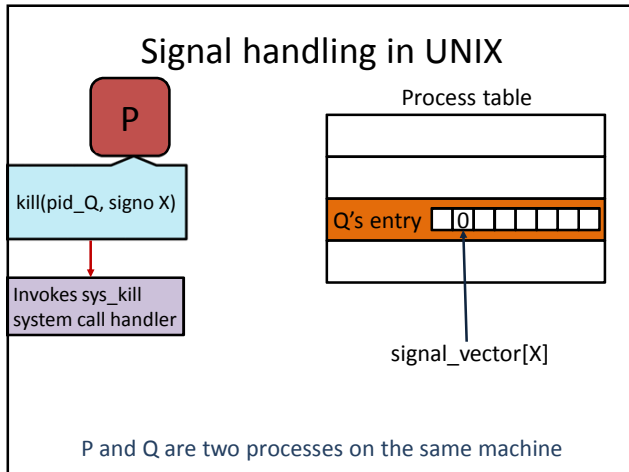 Signal handling in UNIX
P
kill(pid_Q, signo X)
Invokes sys_kill
system call handler
Process table
Q's entry
0
signal_vector[X]
P and Q are two processes on the same machine